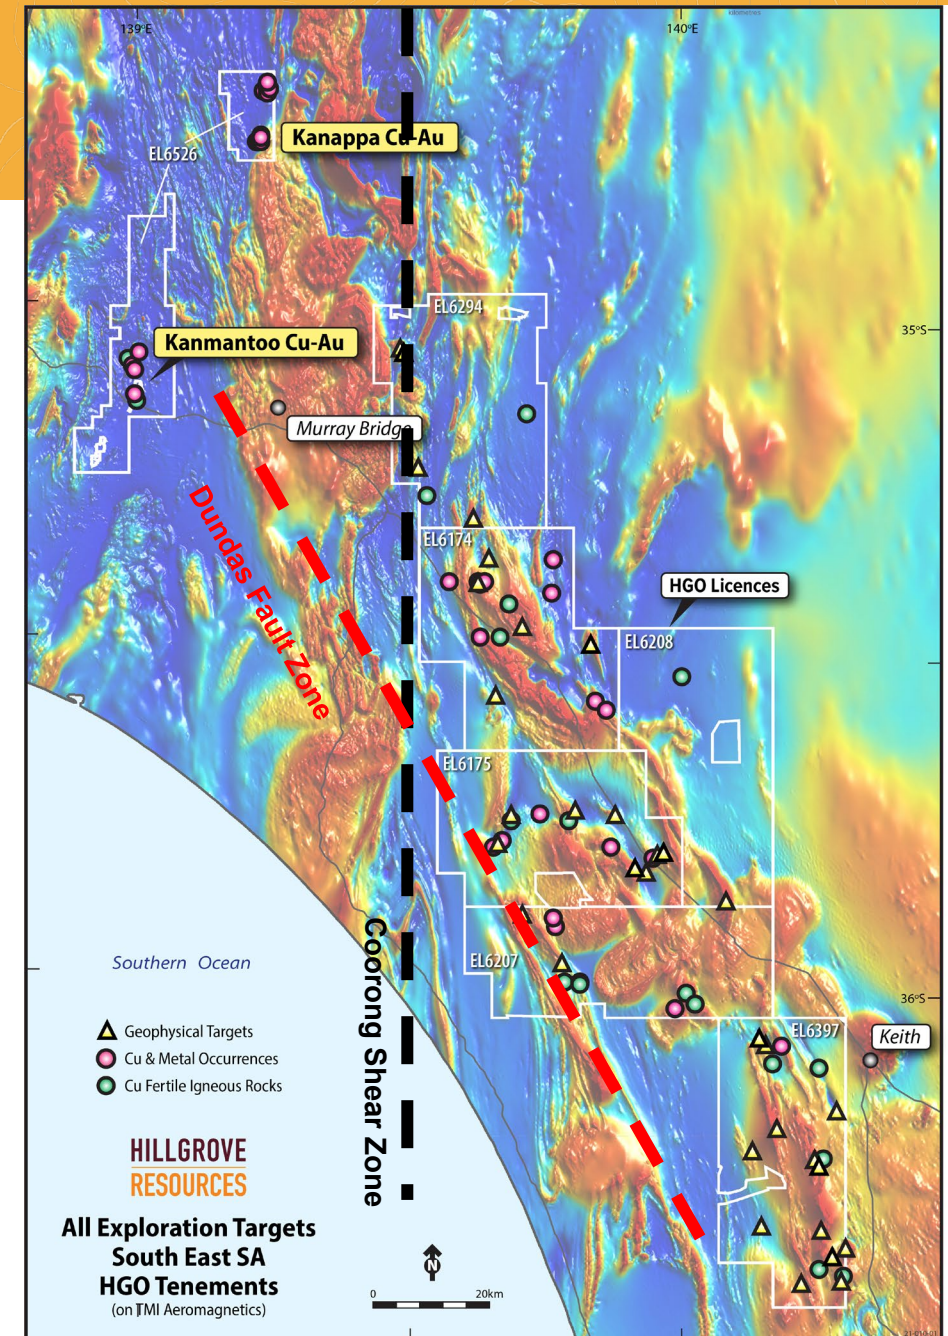 kilometres
139°E
140°E
Kanappa Cu-Au
EL6526
EL6294
35°S
Kanmantoo Cu-Au
Murray Bridge
Dundas Fault Zone
EL6174
HGO Licences
EL6208
EL6175
Coorong Shear Zone
EL6207
Southern Ocean
36°S
Geophysical Targets
EL6397
Keith
Cu & Metal Occurrences
Cu Fertile Igneous Rocks
HILLGROVE
RESOURCES
All Exploration Targets
South East SA
HGO Tenements
(on TMI Aeromagnetics)
N
0 20km